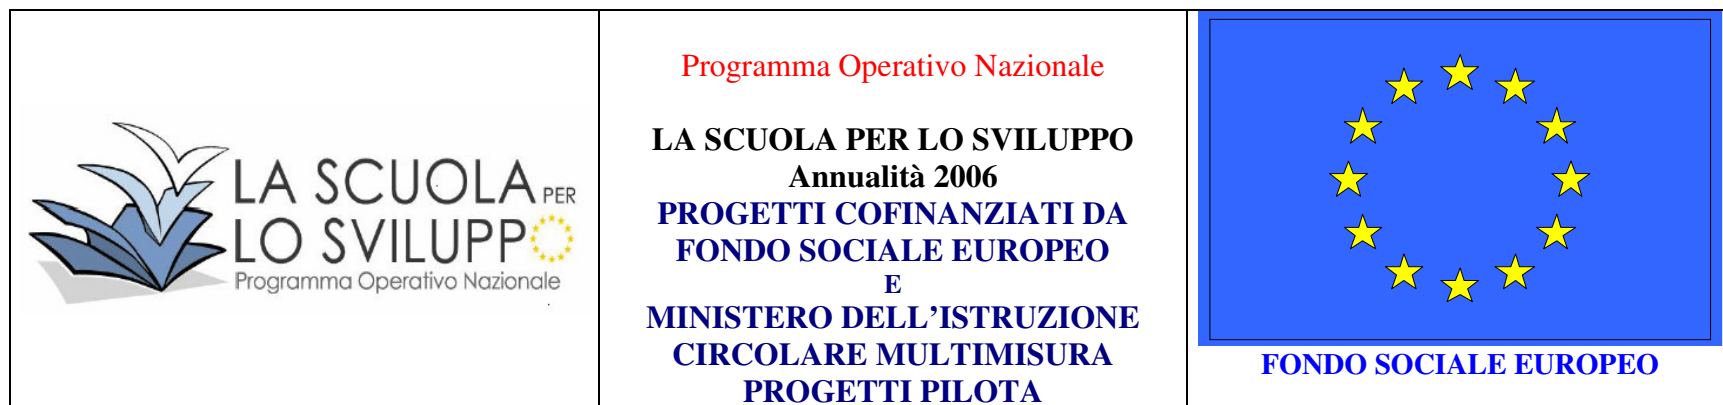 LA SCUOLA PER
LO SVILUPPO
Programma Operativo Nazionale
Programma Operativo Nazionale
LA SCUOLA PER LO SVILUPPO
Annualità 2006
PROGETTI COFINANZIATI DA
FONDO SOCIALE EUROPEO
E
MINISTERO DELL’ISTRUZIONE
CIRCOLARE MULTIMISURA
PROGETTI PILOTA
FONDO SOCIALE EUROPEO